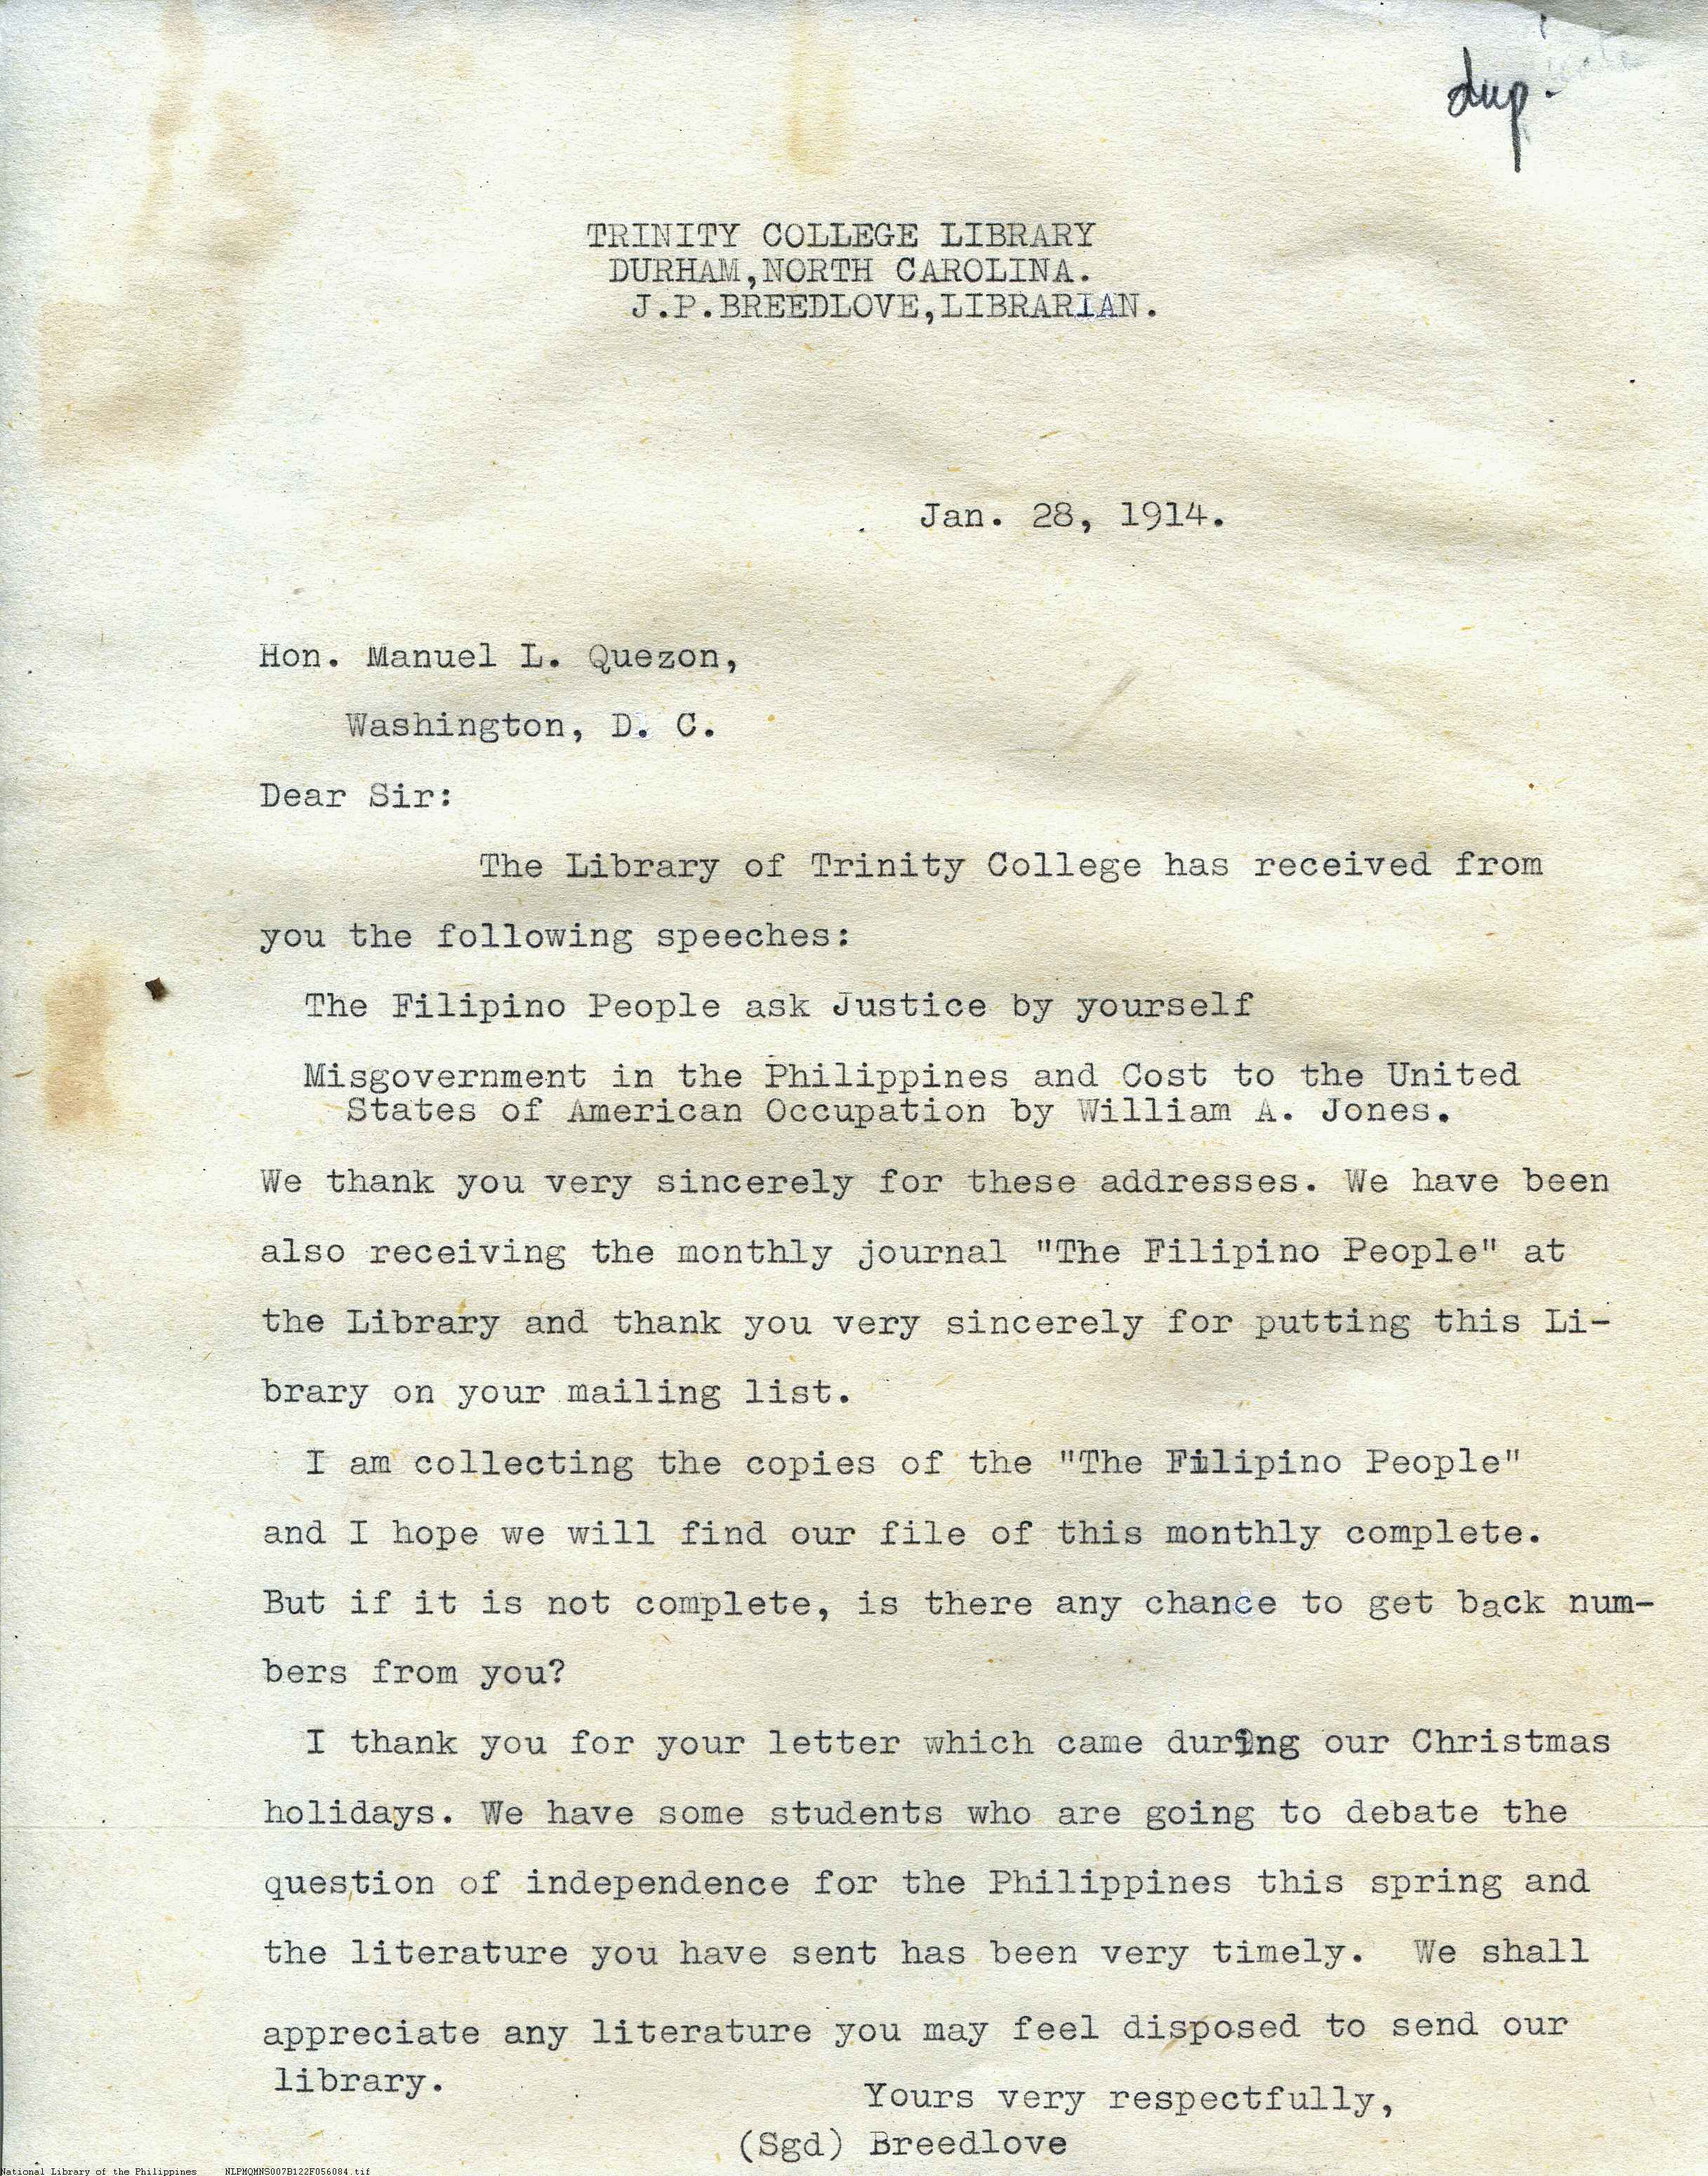 dup.
TRINITY COLLEGE LIBRARY
DURHAM,NORTH CAROLINA.
J.P.BREEDLOVE,LIBRARIAN.
Jan. 28, 1914.
Hon. Manuel L. Quezon,
Washington, D. C.
Dear Sir:
The Library of Trinity College has received from
you the following speeches:
The Filipino People ask Justice by yourself
Misgovernment in the Philippines and Cost to the United
States of American Occupation by William A. Jones.
We thank you very sincerely for these addresses. We have been
also receiving the monthly journal "The Filipino People" at
the Library and thank you very sincerely for putting this Li-
brary on your mailing list.
I am collecting the copies of the "The Filipino People"
and I hope we will find our file of this monthly complete.
But if it is not complete, is there any chance to get back num-
bers from you?
I thank you for your letter which came during our Christmas
holidays. We have some students who are going to debate the
question of independence for the Philippines this spring and
the literature you have sent has been very timely. We shall
appreciate any literature you may feel disposed to send our
library.
Yours very respectfully,
(Sgd) Breedlove
National Library of the Philippines NLPMQMNS007B122F056084.tif